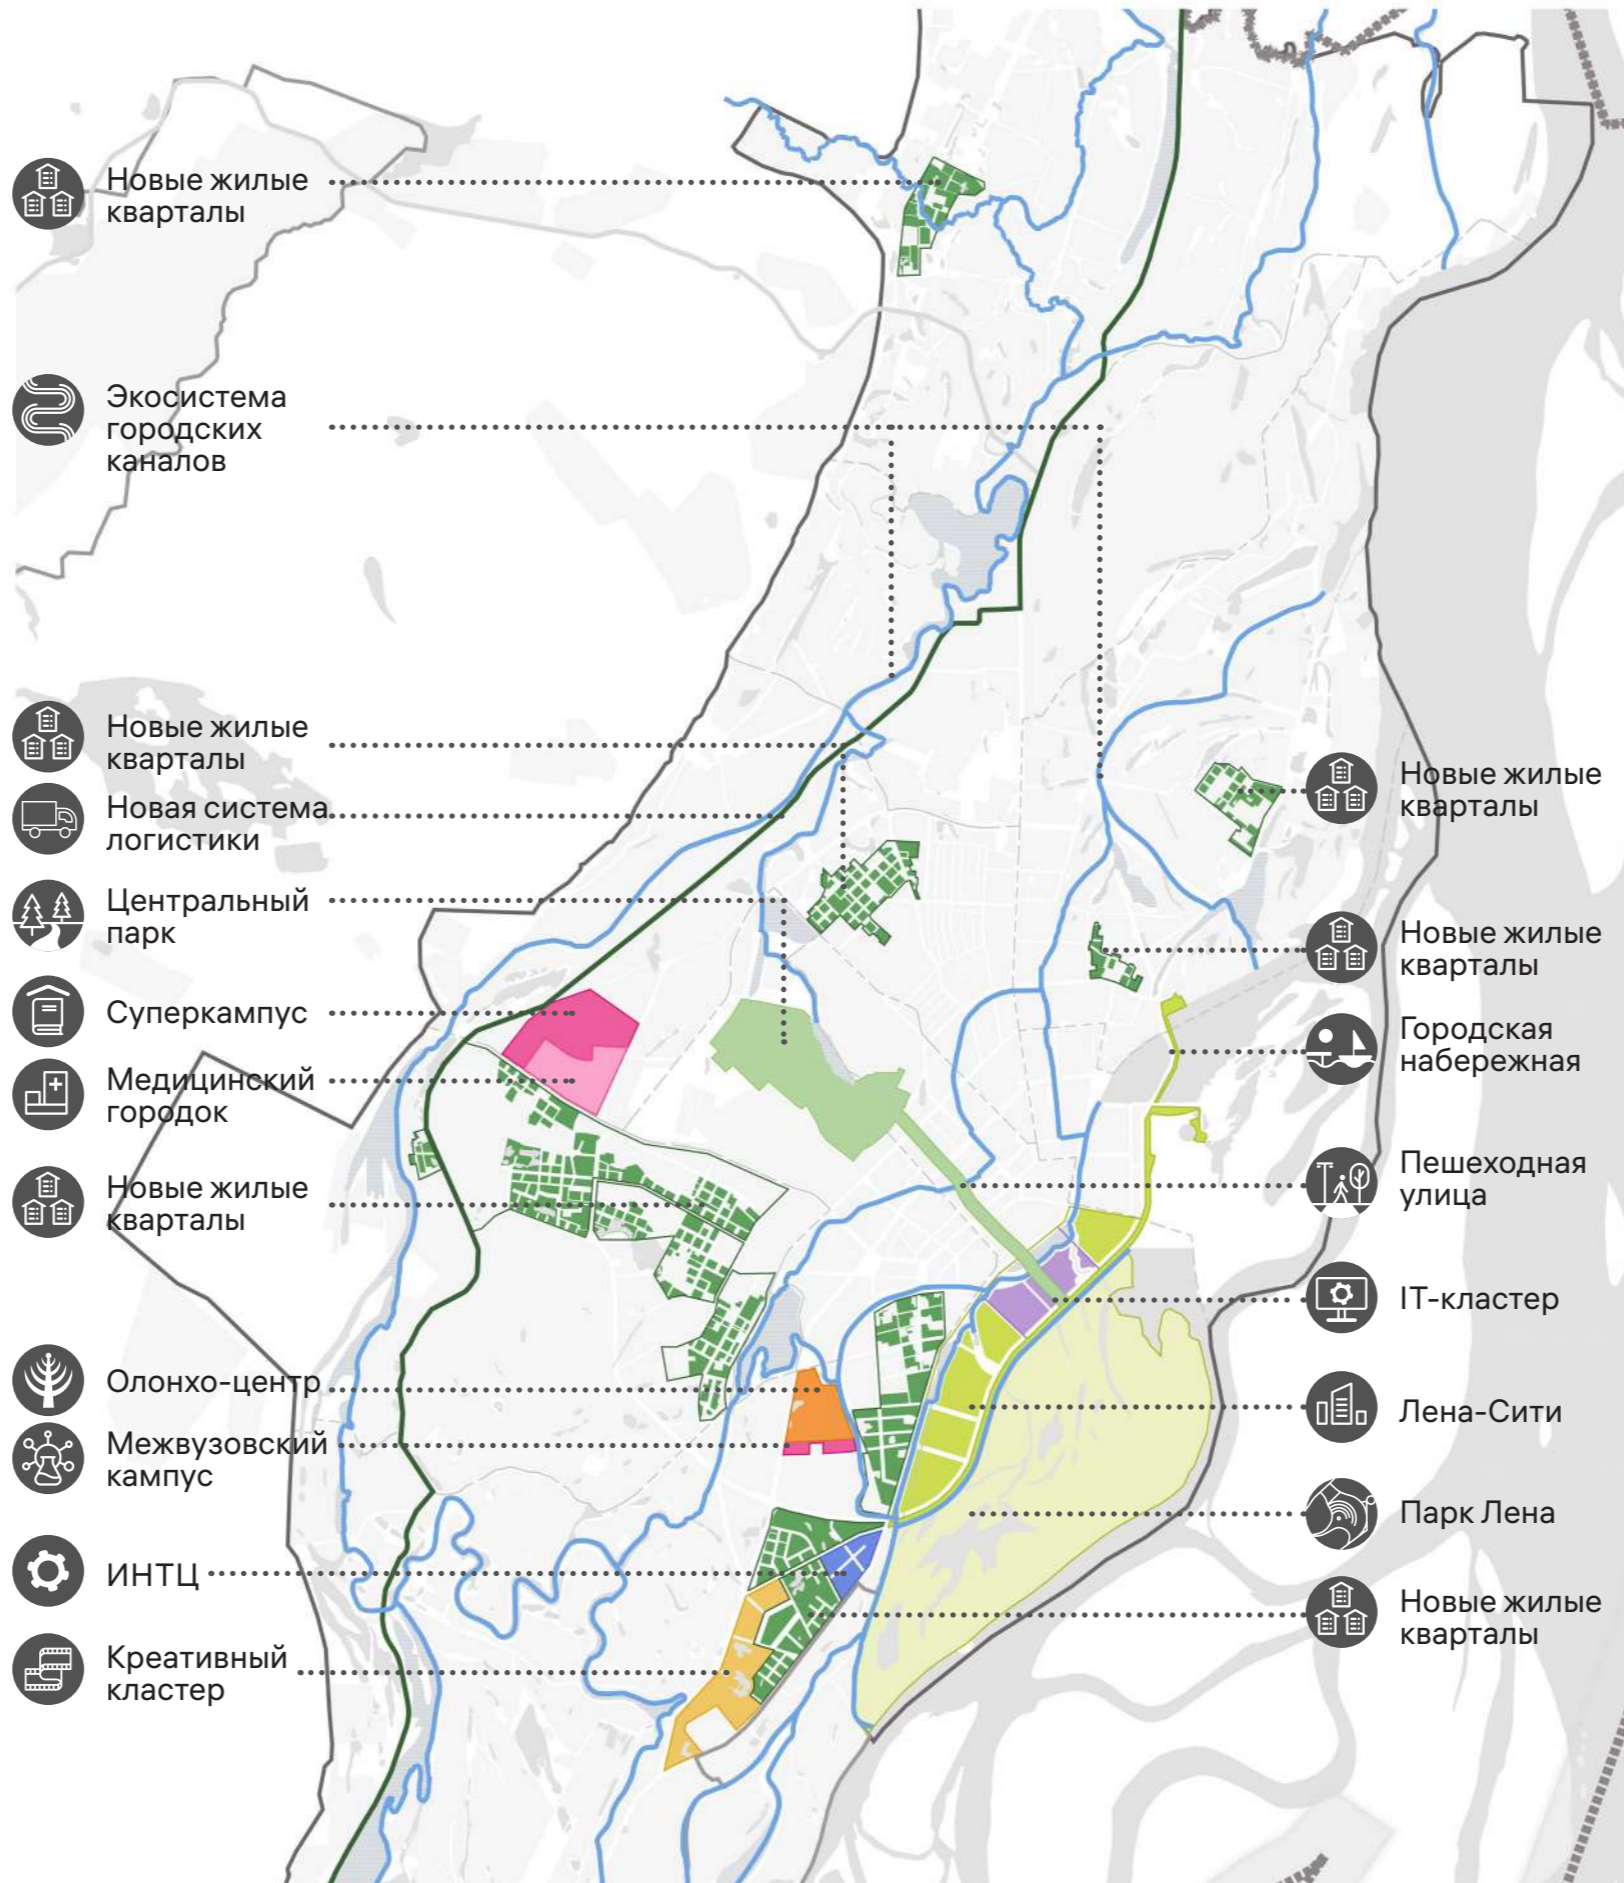 Новые жилые
кварталы
Экосистема
городских
каналов
Новые жилые
кварталы
Новая система
логистики
Центральный
парк
Суперкампус
Медицинский
городок
Новые жилые
кварталы
Олонхо-центр
Межвузовский
кампус
ИНТЦ
Креативный
кластер
Новые жилые
кварталы
Новые жилые
кварталы
Городская
набережная
Пешеходная
улица
IT-кластер
Лена-Сити
Парк Лена
Новые жилые
кварталы